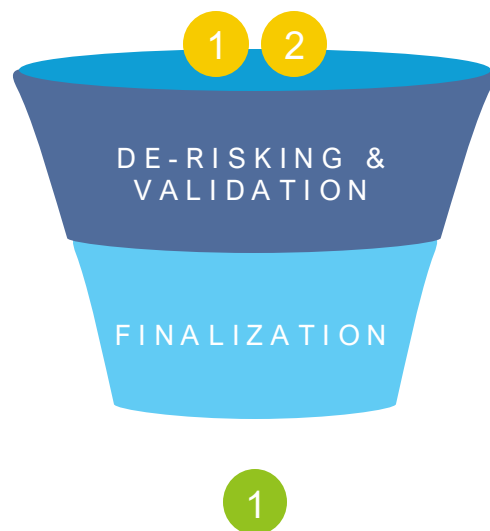 1 2
DE-RISKING &
VALIDATION
FINALIZATION
1